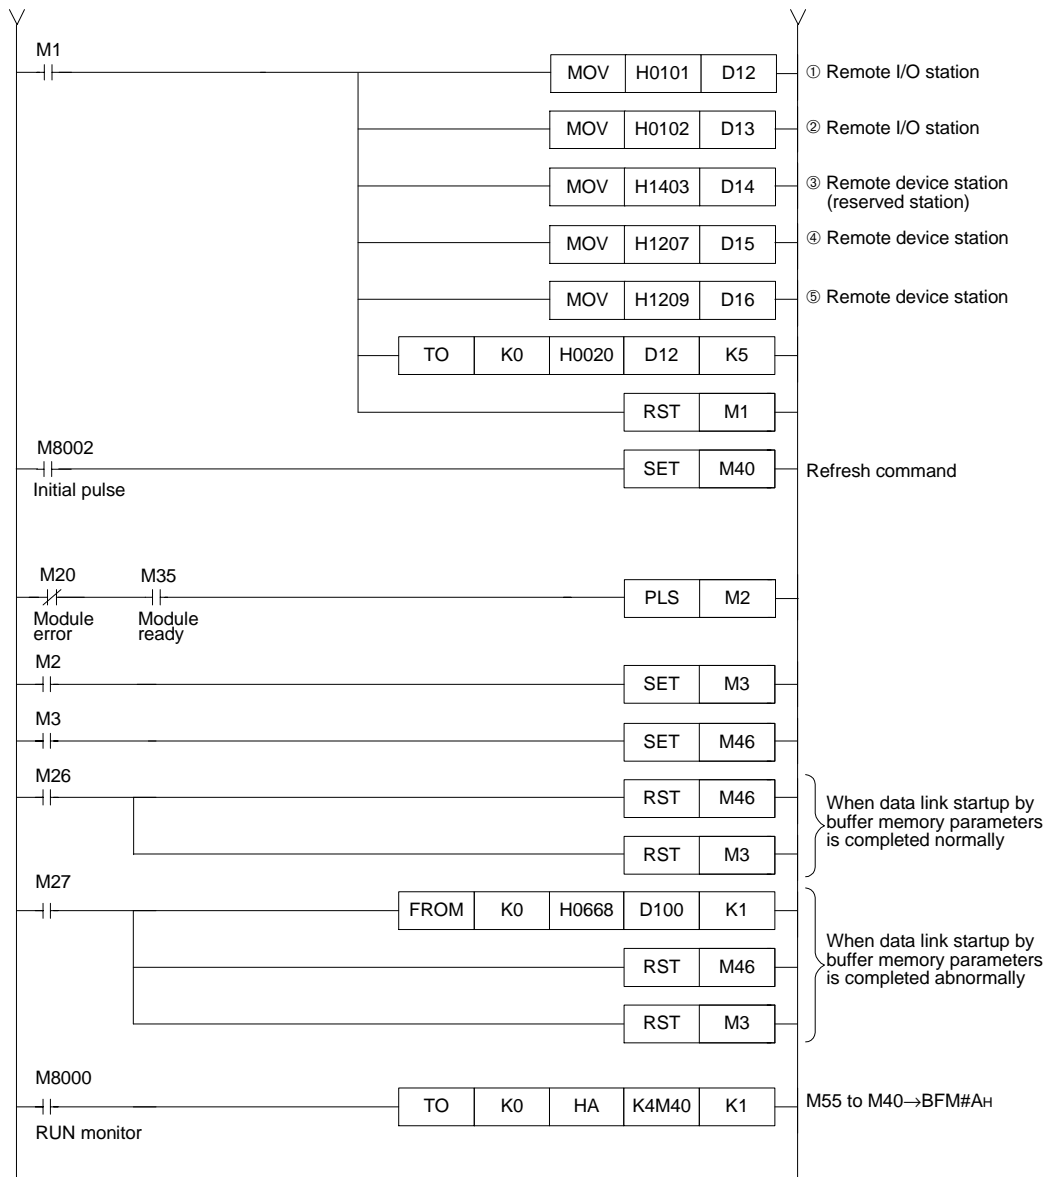 M1
MOV H0101 D12 ① Remote I/O station
MOV H0102 D13 ② Remote I/O station
MOV H1403 D14 ③ Remote device station
(reserved station)
MOV H1207 D15 ④ Remote device station
MOV H1209 D16 ⑤ Remote device station
TO K0 H0020 D12 K5
RST M1
M8002
SET M40 Refresh command
Initial pulse
M20 M35
PLS M2
Module Module
error ready
M2
SET M3
M3
SET M46
M26
RST M46
When data link startup by
buffer memory parameters
is completed normally
RST M3
M27
FROM K0 H0668 D100 K1
When data link startup by
buffer memory parameters
is completed abnormally
RST M46
RST M3
M8000
TO K0 HA K4M40 K1 M55 to M40→BFM#AH
RUN monitor